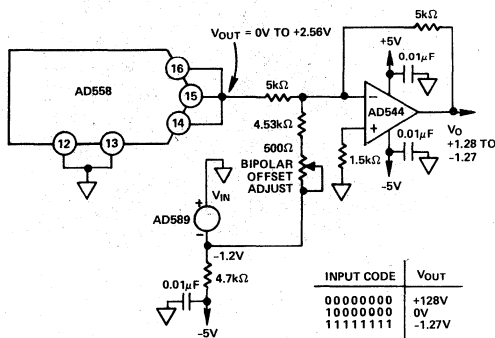 AD558
16
15
14
12
13
VOUT = 0V TO +2.56V
5kΩ
5kΩ
+5V
0.01μF
AD544
−
+
0.01μF
−5V
VO
+1.28 TO
−1.27
4.53kΩ
500Ω
BIPOLAR
OFFSET
ADJUST
1.5kΩ
VIN
+
AD589
−
−1.2V
0.01μF
4.7kΩ
−5V
INPUT CODE VOUT
00000000 +128V
10000000 0V
11111111 −1.27V